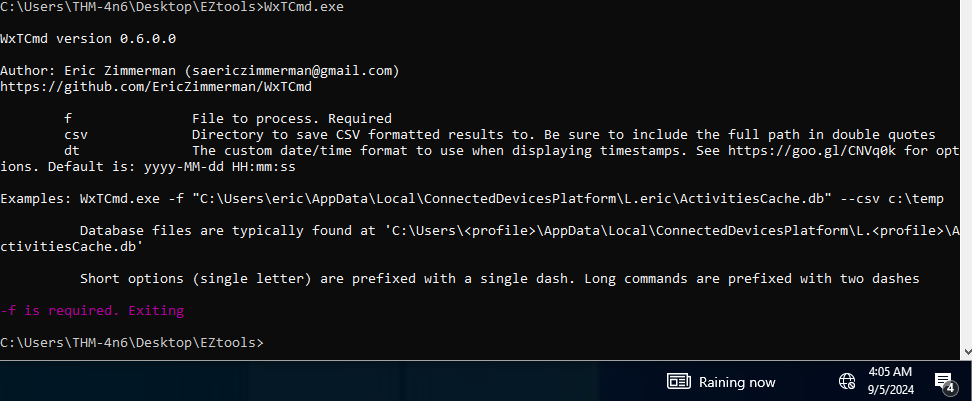 C:\Users\THM-4n6\Desktop\EZtools>WxTCmd.exe
WxTCmd version 0.6.0.0
Author: Eric Zimmerman (saericzimmerman@gmail.com)
https://github.com/EricZimmerman/WxTCmd
f File to process. Required
csv Directory to save CSV formatted results to. Be sure to include the full path in double quotes
dt The custom date/time format to use when displaying timestamps. See https://goo.gl/CNVq0k for opt
ions. Default is: yyyy-MM-dd HH:mm:ss
Examples: WxTCmd.exe -f "C:\Users\eric\AppData\Local\ConnectedDevicesPlatform\L.eric\ActivitiesCache.db" --csv c:\temp
Database files are typically found at 'C:\Users\<profile>\AppData\Local\ConnectedDevicesPlatform\L.<profile>\A
ctivitiesCache.db'
Short options (single letter) are prefixed with a single dash. Long commands are prefixed with two dashes
-f is required. Exiting
C:\Users\THM-4n6\Desktop\EZtools>
Raining now
4:05 AM
9/5/2024
4